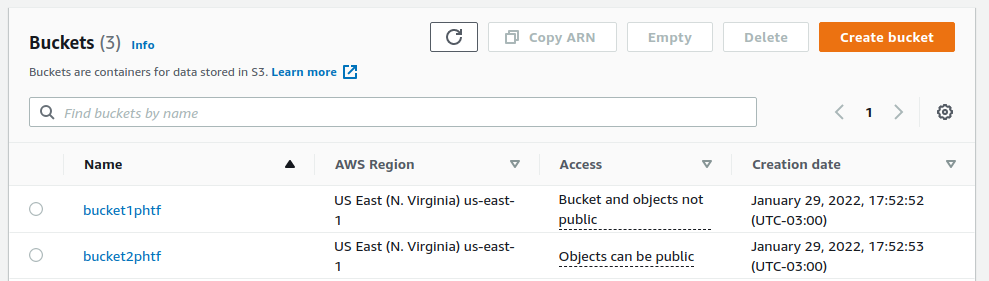 Buckets (3) Info
Copy ARN
Empty
Delete
Create bucket
Buckets are containers for data stored in S3. Learn more
Find buckets by name
1
Name
AWS Region
Access
Creation date
bucket1phtf
US East (N. Virginia) us-east-
1
Bucket and objects not
public
January 29, 2022, 17:52:52
(UTC-03:00)
bucket2phtf
US East (N. Virginia) us-east-
1
Objects can be public
January 29, 2022, 17:52:53
(UTC-03:00)